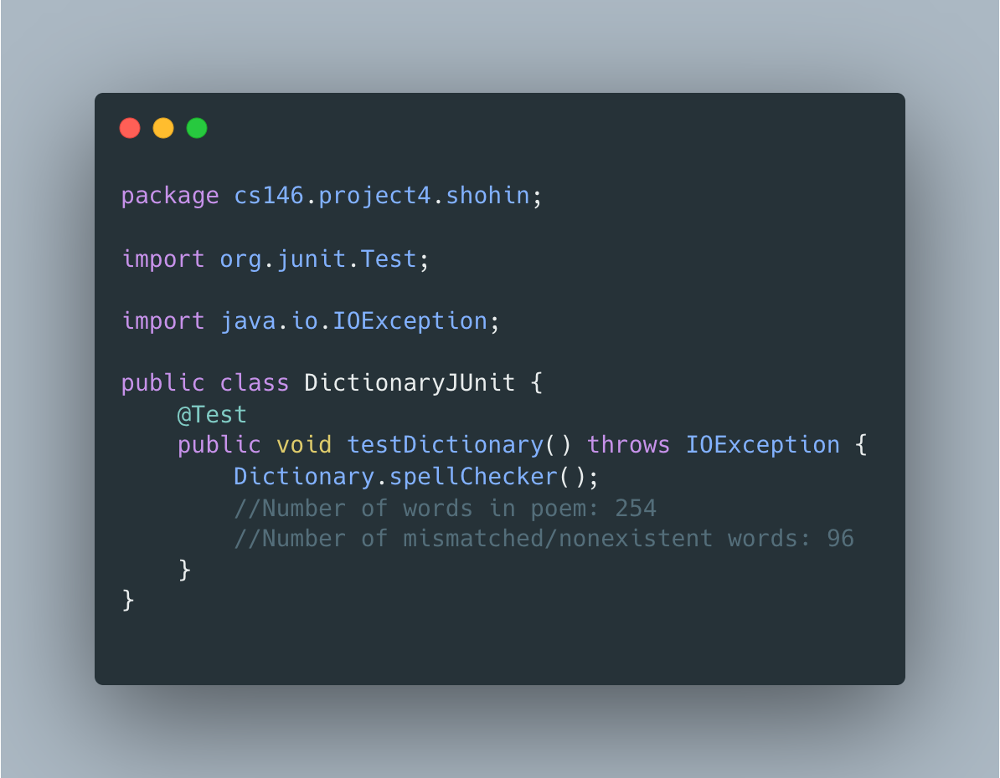 package cs146.project4.shohin;
import org.junit.Test;
import java.io.IOException;
public class DictionaryJUnit {
    @Test
    public void testDictionary() throws IOException {
        Dictionary.spellChecker();
        //Number of words in poem: 254
        //Number of mismatched/nonexistent words: 96
    }
}